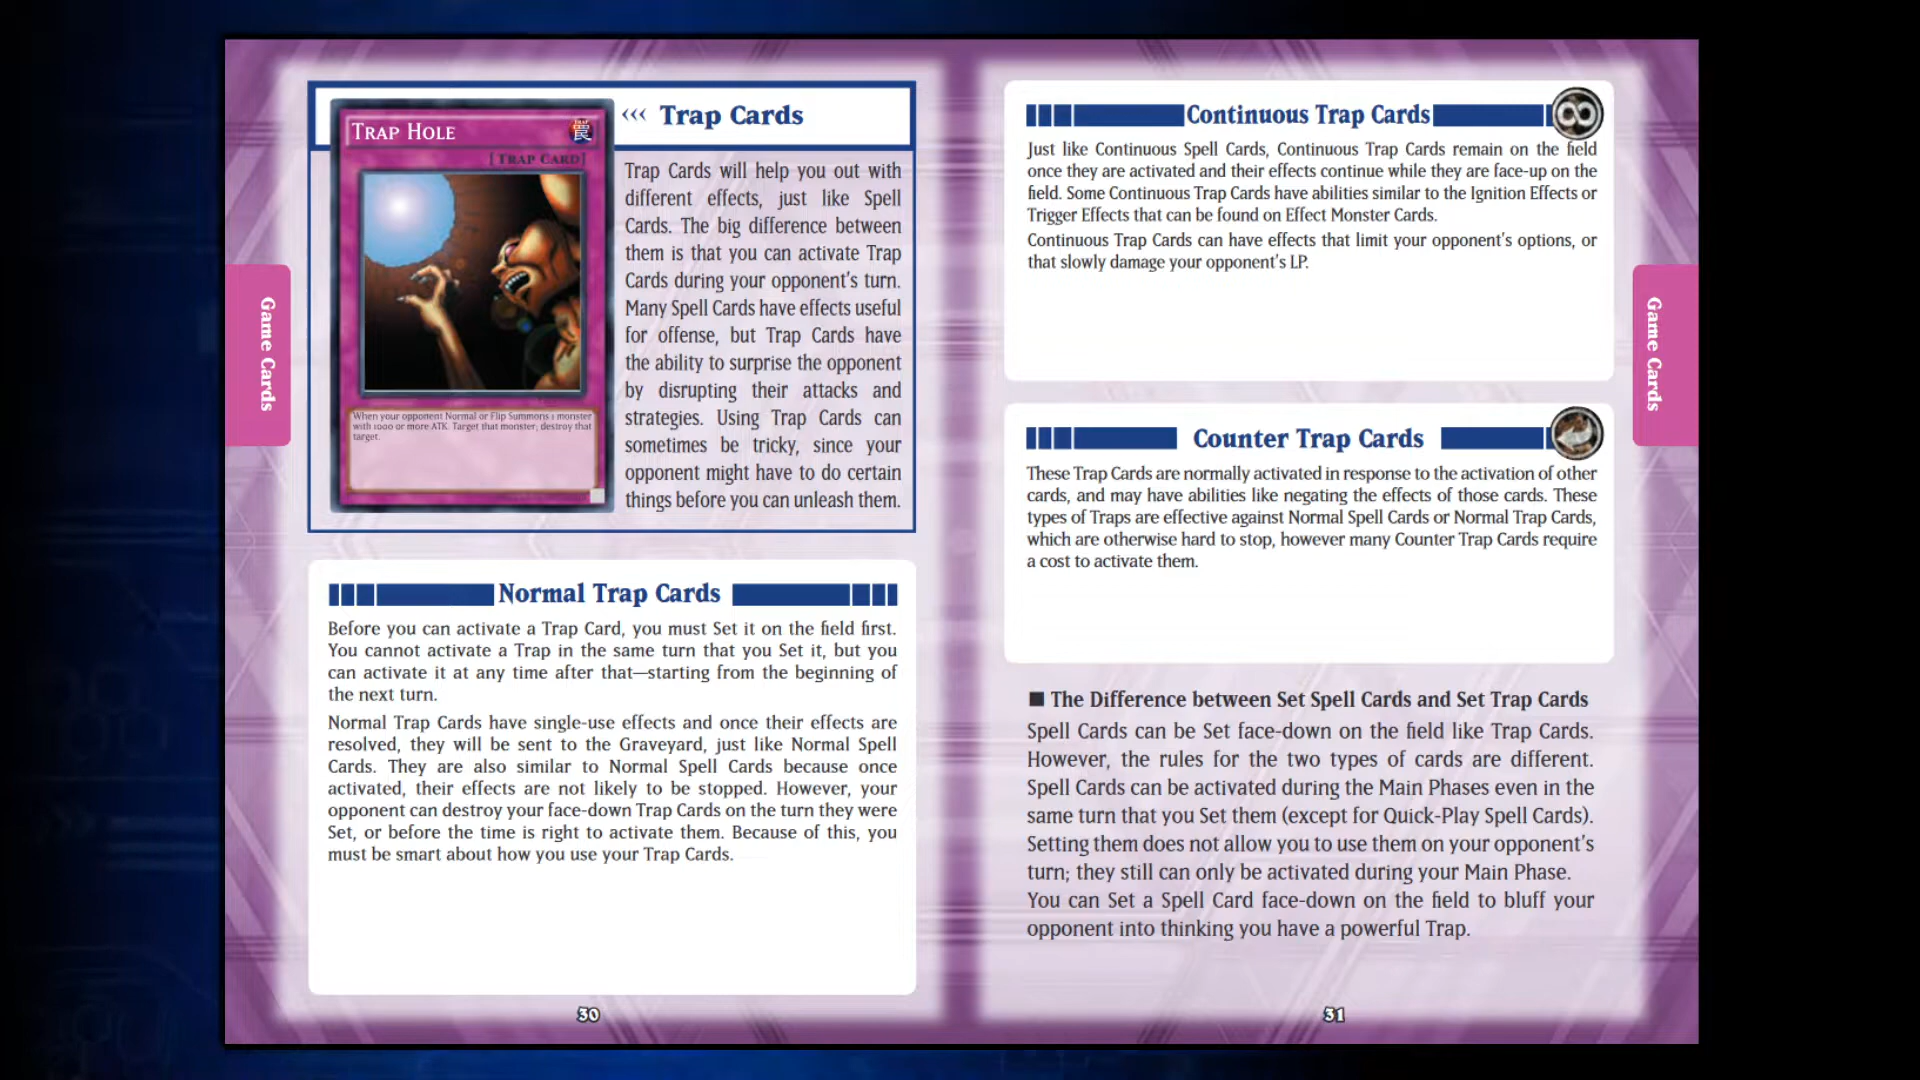 ‹‹‹ Trap Cards
TRAP HOLE
TRAP
罠
[TRAP CARD]
When your opponent Normal or Flip Summons 1 monster
with 1000 or more ATK: Target that monster; destroy that
target.
Trap Cards will help you out with
different effects, just like Spell
Cards. The big difference between
them is that you can activate Trap
Cards during your opponent's turn.
Many Spell Cards have effects useful
for offense, but Trap Cards have
the ability to surprise the opponent
by disrupting their attacks and
strategies. Using Trap Cards can
sometimes be tricky, since your
opponent might have to do certain
things before you can unleash them.
Game Cards
Normal Trap Cards
Before you can activate a Trap Card, you must Set it on the field first.
You cannot activate a Trap in the same turn that you Set it, but you
can activate it at any time after that—starting from the beginning of
the next turn.
Normal Trap Cards have single-use effects and once their effects are
resolved, they will be sent to the Graveyard, just like Normal Spell
Cards. They are also similar to Normal Spell Cards because once
activated, their effects are not likely to be stopped. However, your
opponent can destroy your face-down Trap Cards on the turn they were
Set, or before the time is right to activate them. Because of this, you
must be smart about how you use your Trap Cards.
30
Continuous Trap Cards
Just like Continuous Spell Cards, Continuous Trap Cards remain on the field
once they are activated and their effects continue while they are face-up on the
field. Some Continuous Trap Cards have abilities similar to the Ignition Effects or
Trigger Effects that can be found on Effect Monster Cards.
Continuous Trap Cards can have effects that limit your opponent's options, or
that slowly damage your opponent's LP.
Game Cards
Counter Trap Cards
These Trap Cards are normally activated in response to the activation of other
cards, and may have abilities like negating the effects of those cards. These
types of Traps are effective against Normal Spell Cards or Normal Trap Cards,
which are otherwise hard to stop, however many Counter Trap Cards require
a cost to activate them.
■ The Difference between Set Spell Cards and Set Trap Cards
Spell Cards can be Set face-down on the field like Trap Cards.
However, the rules for the two types of cards are different.
Spell Cards can be activated during the Main Phases even in the
same turn that you Set them (except for Quick-Play Spell Cards).
Setting them does not allow you to use them on your opponent's
turn; they still can only be activated during your Main Phase.
You can Set a Spell Card face-down on the field to bluff your
opponent into thinking you have a powerful Trap.
31